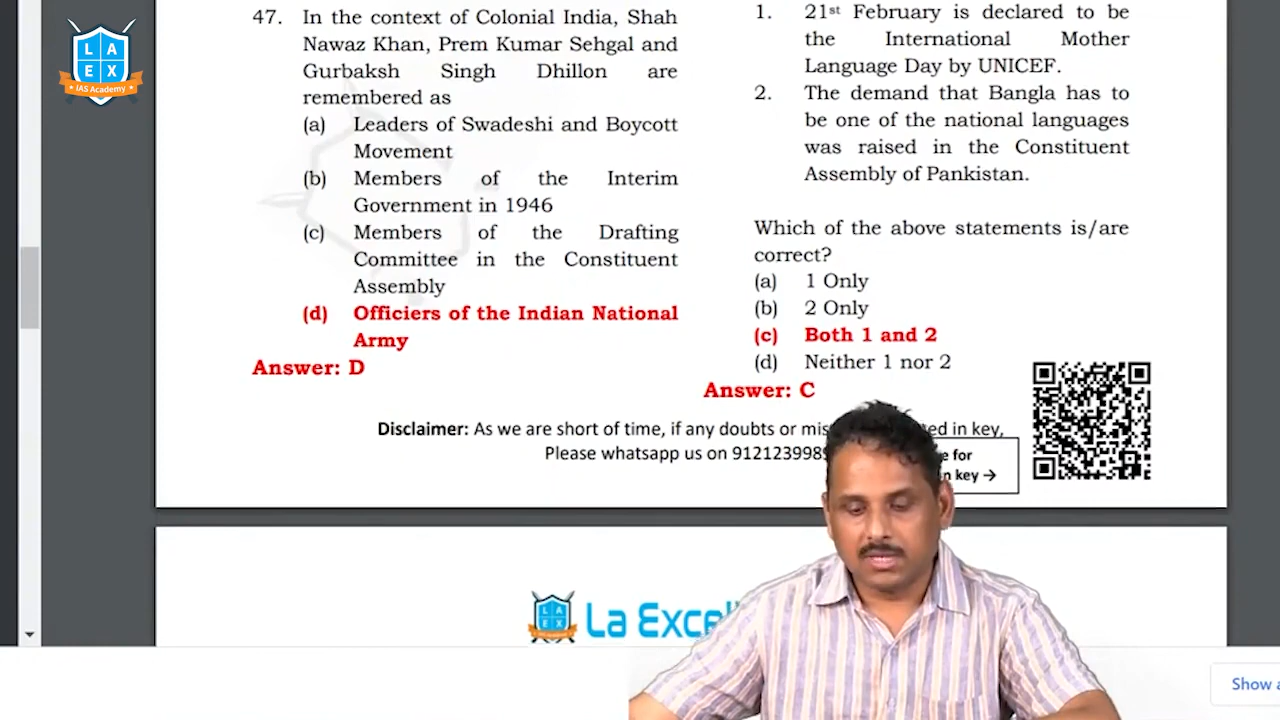 L A
E X
IAS Academy
47. In the context of Colonial India, Shah
Nawaz Khan, Prem Kumar Sehgal and
Gurbaksh Singh Dhillon are
remembered as
(a) Leaders of Swadeshi and Boycott
Movement
(b) Members of the Interim
Government in 1946
(c) Members of the Drafting
Committee in the Constituent
Assembly
(d) Officiers of the Indian National
Army
Answer: D
1. 21st February is declared to be
the International Mother
Language Day by UNICEF.
2. The demand that Bangla has to
be one of the national languages
was raised in the Constituent
Assembly of Pankistan.
Which of the above statements is/are
correct?
(a) 1 Only
(b) 2 Only
(c) Both 1 and 2
(d) Neither 1 nor 2
Answer: C
Disclaimer: As we are short of time, if any doubts or in key,
Please whatsapp us on
for
key →
L A
E X
La
Show